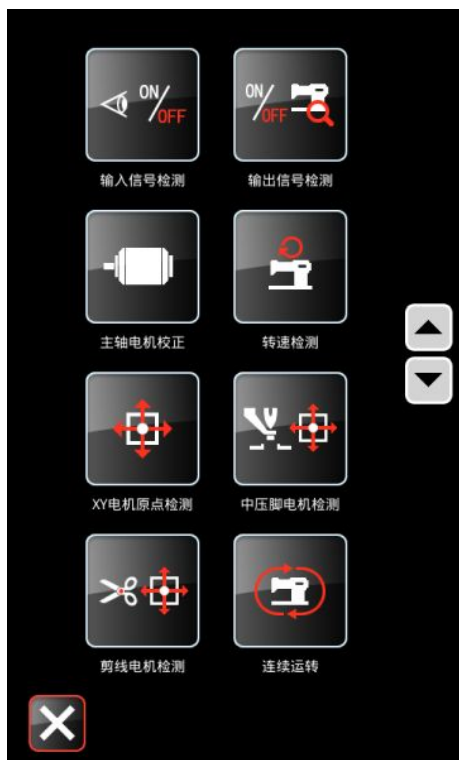 ON/OFF
ON/OFF
输入信号检测
输出信号检测
主轴电机校正
转速检测
XY电机原点检测
中压脚电机检测
剪线电机检测
连续运转